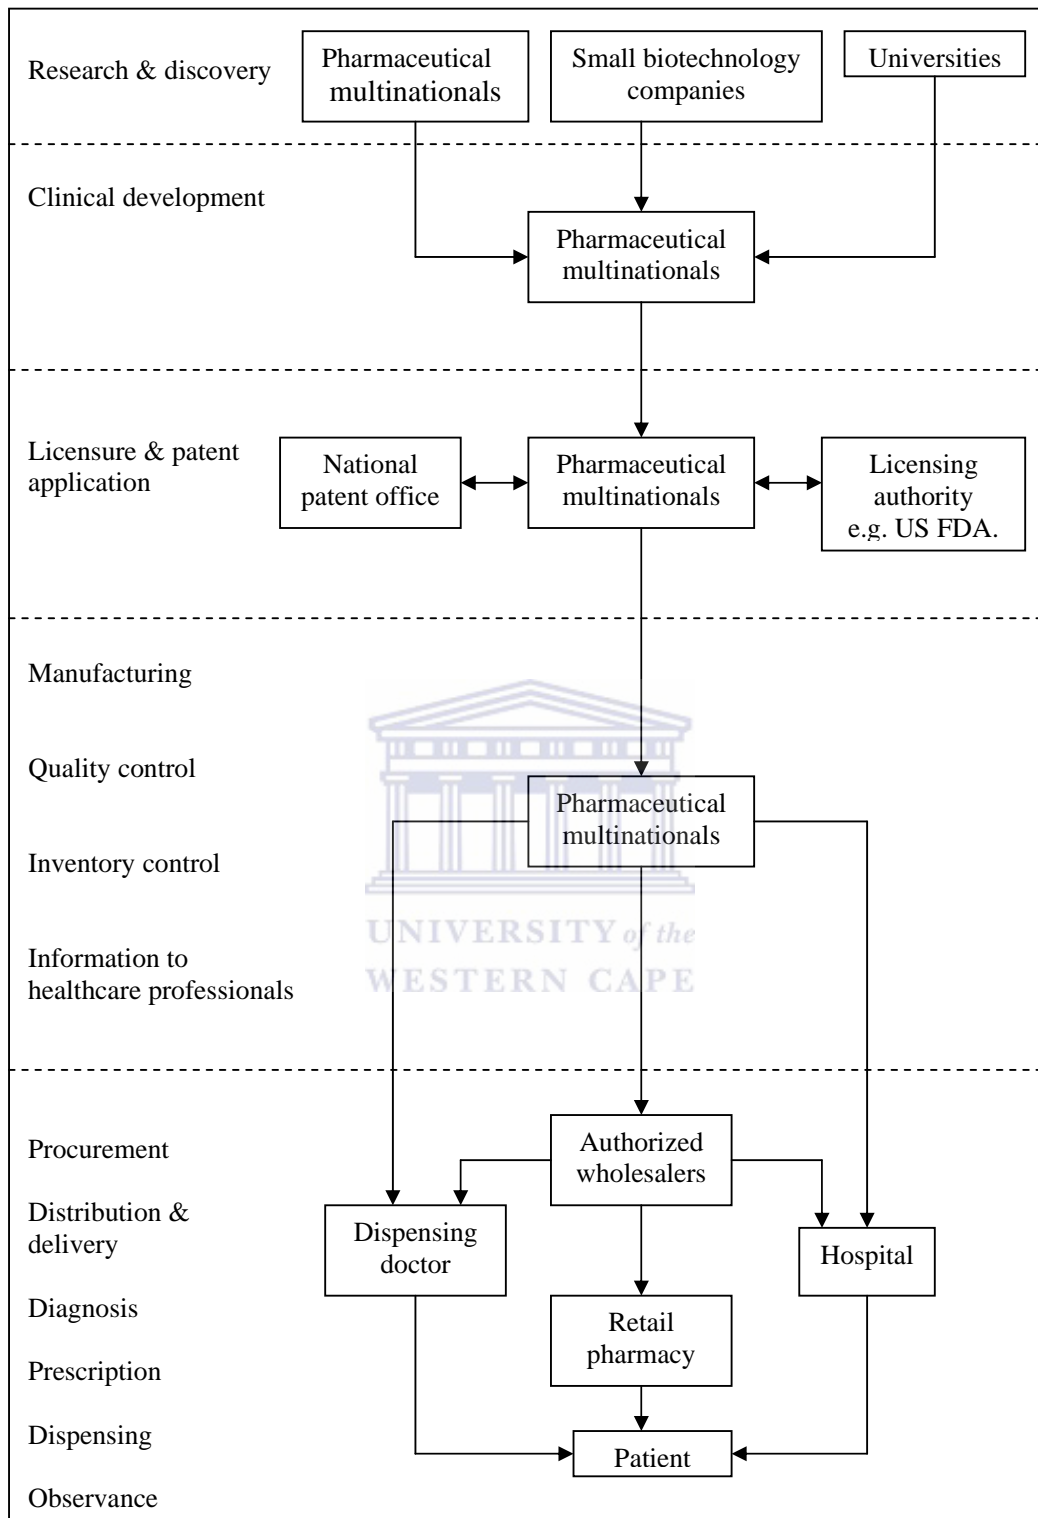 Research & discovery
Pharmaceutical
multinationals
Small biotechnology
companies
Universities
Clinical development
Pharmaceutical
multinationals
Licensure & patent
application
National
patent office
Pharmaceutical
multinationals
Licensing
authority
e.g. US FDA.
Manufacturing
Quality control
Pharmaceutical
multinationals
Inventory control
UNIVERSITY of the
WESTERN CAPE
Information to
healthcare professionals
Procurement
Authorized
wholesalers
Distribution &
delivery
Dispensing
doctor
Hospital
Diagnosis
Retail
pharmacy
Prescription
Dispensing
Patient
Observance